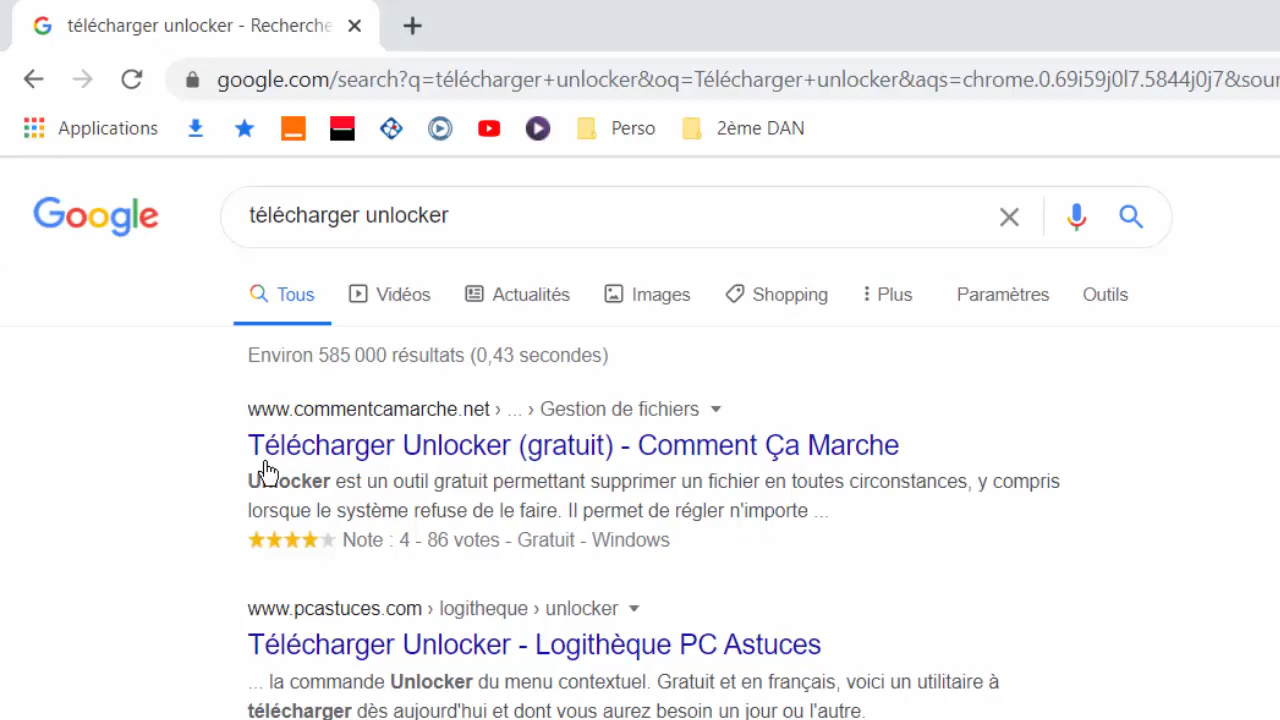 télécharger unlocker - Recherche
google.com/search?q=télécharger+unlocker&oq=Télécharger+unlocker&aqs=chrome.0.69i59j0l7.5844j0j7&sour
Applications Perso 2ème DAN
Google télécharger unlocker
Tous Vidéos Actualités Images Shopping Plus Paramètres Outils
Environ 585 000 résultats (0,43 secondes)
www.commentcamarche.net › ... › Gestion de fichiers
Télécharger Unlocker (gratuit) - Comment Ça Marche
Unlocker est un outil gratuit permettant supprimer un fichier en toutes circonstances, y compris
lorsque le système refuse de le faire. Il permet de régler n'importe ...
Note : 4 - 86 votes - Gratuit - Windows
www.pcastuces.com › logitheque › unlocker
Télécharger Unlocker - Logithèque PC Astuces
... la commande Unlocker du menu contextuel. Gratuit et en français, voici un utilitaire à
télécharger dès aujourd'hui et dont vous aurez besoin un jour ou l'autre.